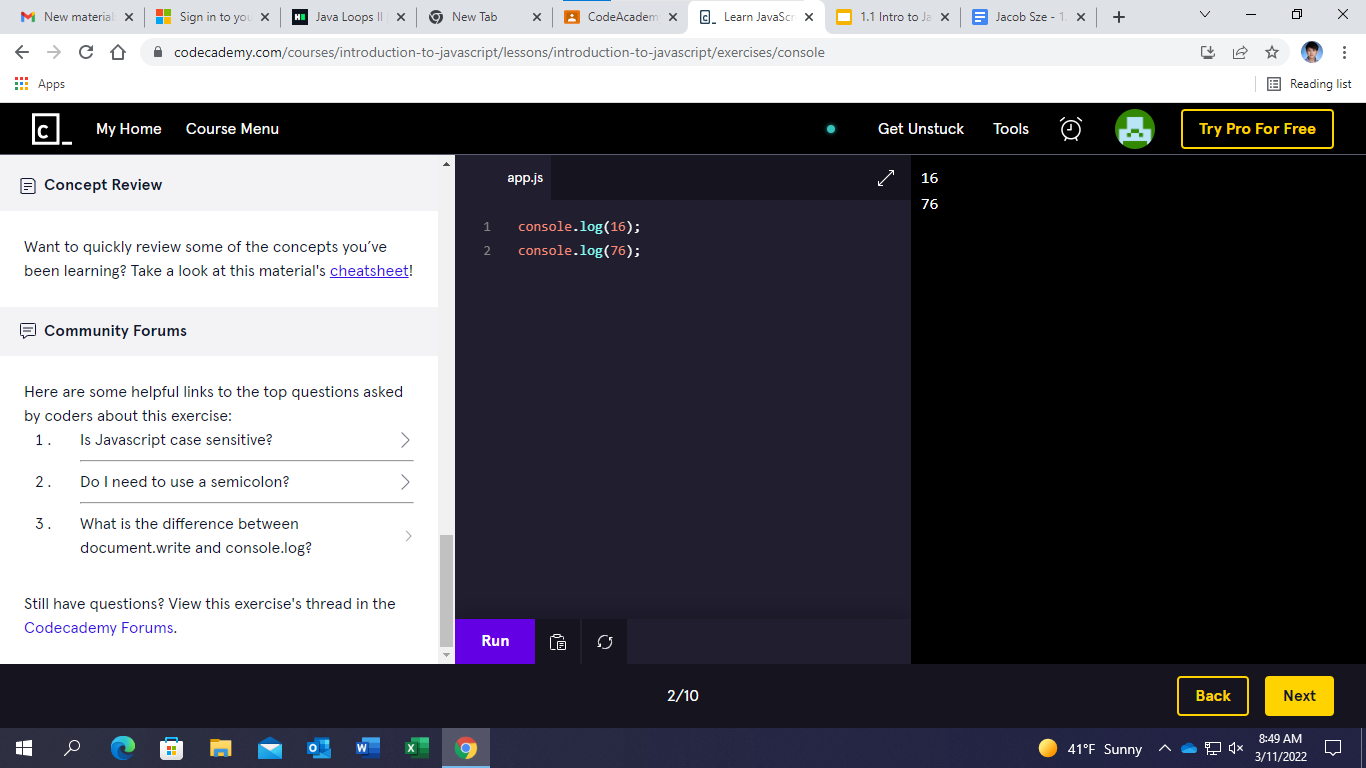 New material
Sign in to you
Java Loops II
New Tab
CodeAcadem
Learn JavaScr
1.1 Intro to Ja
Jacob Sze - 1.
codecademy.com/courses/introduction-to-javascript/lessons/introduction-to-javascript/exercises/console
Apps
Reading list
c_
My Home
Course Menu
Get Unstuck
Tools
Try Pro For Free
Concept Review
Want to quickly review some of the concepts you’ve
been learning? Take a look at this material's cheatsheet!
Community Forums
Here are some helpful links to the top questions asked
by coders about this exercise:
1. Is Javascript case sensitive?
2. Do I need to use a semicolon?
3. What is the difference between
document.write and console.log?
Still have questions? View this exercise's thread in the
Codecademy Forums.
app.js
1 console.log(16);
2 console.log(76);
Run
16
76
2/10
Back
Next
41°F Sunny
8:49 AM
3/11/2022